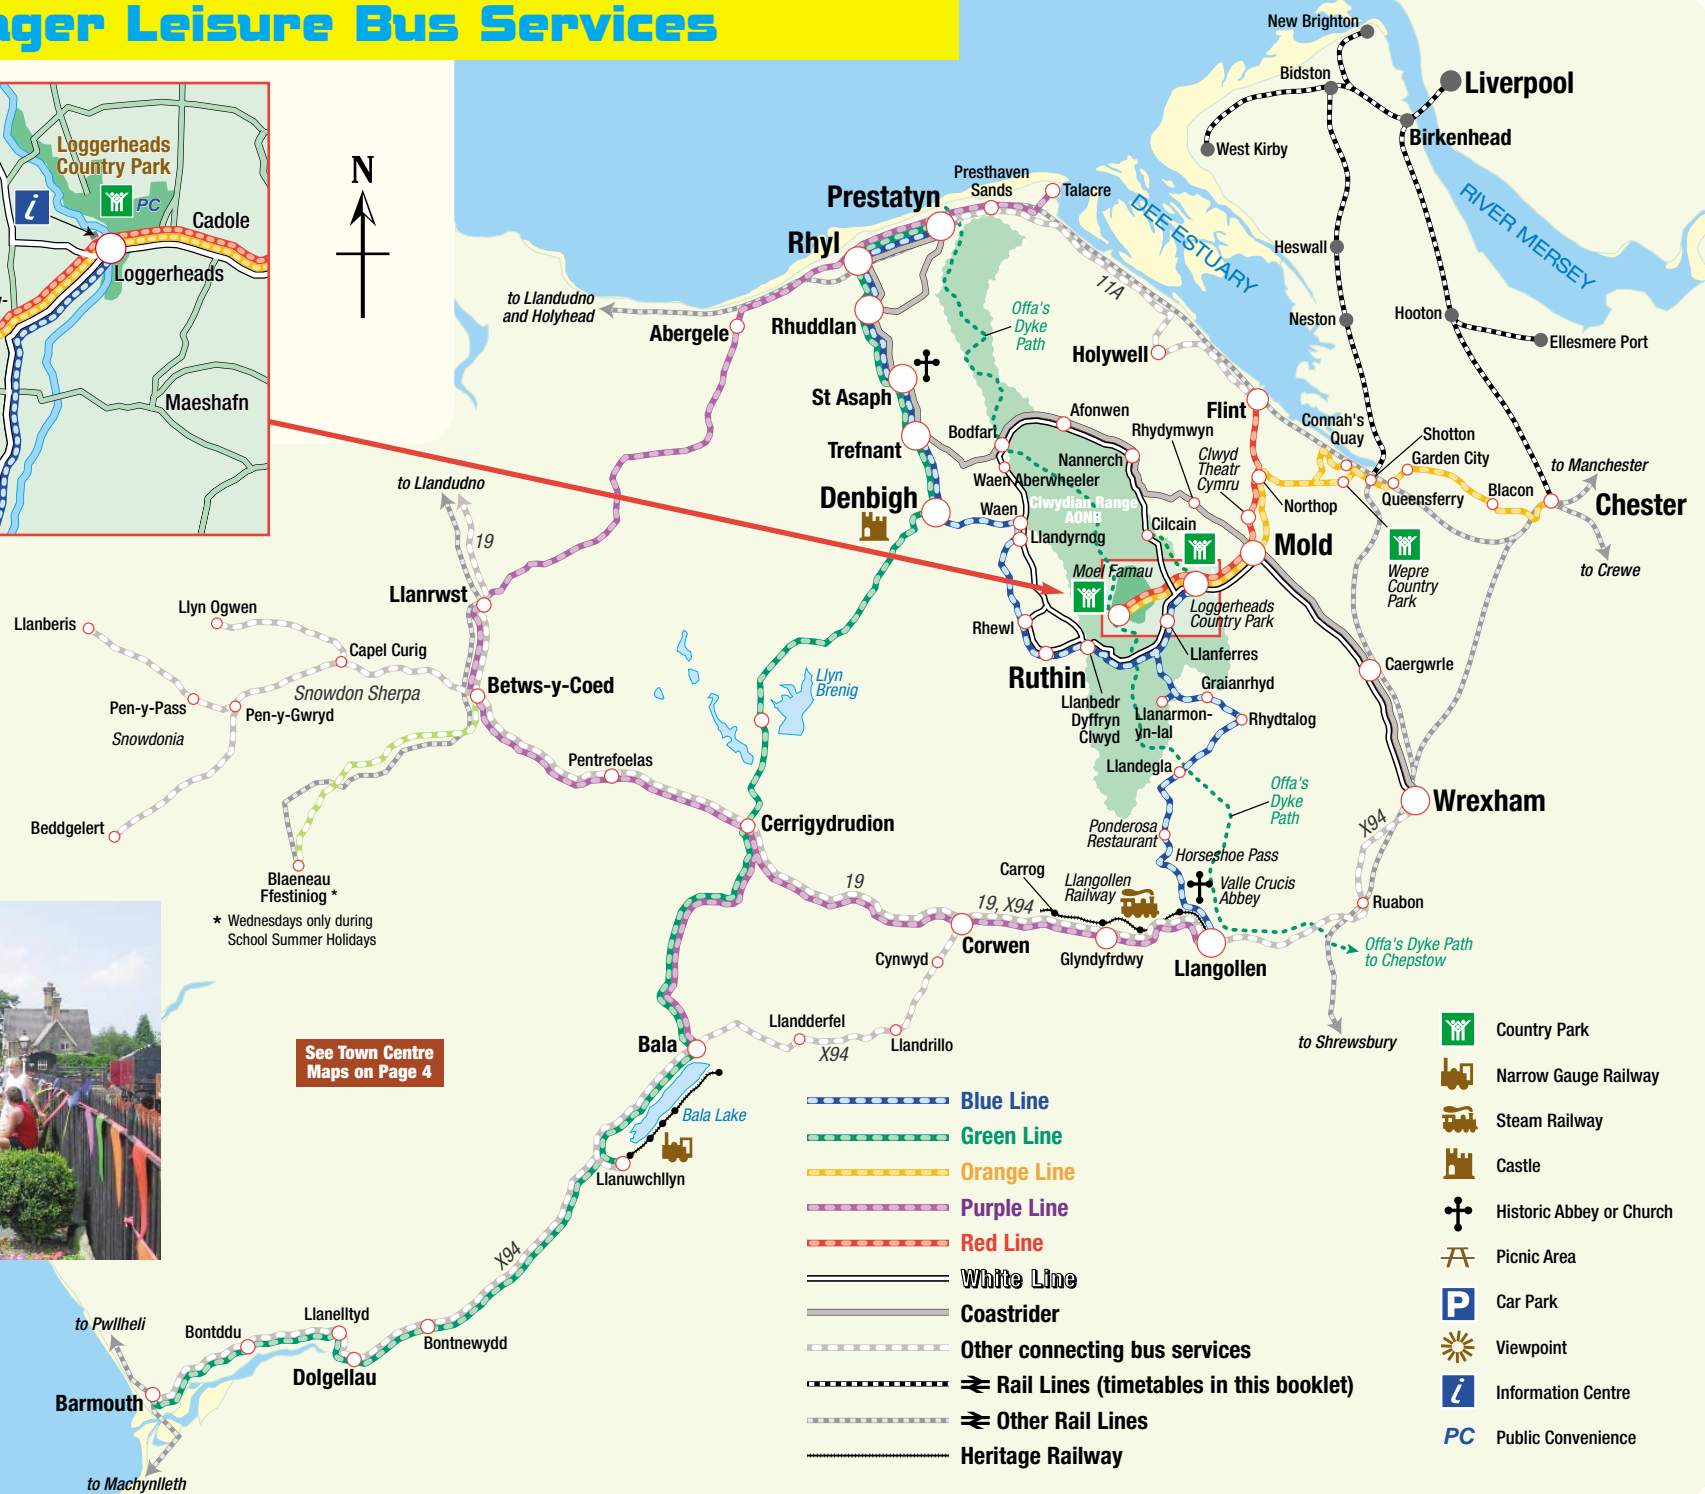 ager Leisure Bus Services
Loggerheads
Country Park
PC
Cadole
Loggerheads
Maeshafn
N
New Brighton
Bidston
Liverpool
Birkenhead
West Kirby
RIVER MERSEY
DEE ESTUARY
Heswall
Neston
Hooton
Ellesmere Port
Presthaven
Sands
Talacre
Prestatyn
Rhyl
to Llandudno
and Holyhead
Abergele
Rhuddlan
Offa's
Dyke
Path
11A
Holywell
St Asaph
Flint
Trefnant
Bodfari
Afonwen
Rhydymwyn
Nannerch
Clwyd
Theatr
Cymru
Connah's
Quay
Shotton
Garden City
to Manchester
Queensferry
Blacon
Chester
Northop
to Llandudno
Denbigh
Waen Aberwheeler
Clwydian Range
AONB
Waen
Llandyrnog
Cilcain
Mold
Wepre
Country
Park
to Crewe
19
Moel Famau
Loggerheads
Country Park
Llanrwst
Llyn Ogwen
Llanberis
Capel Curig
Rhewl
Llanferres
Caergwrle
Ruthin
Snowdon Sherpa
Betws-y-Coed
Llyn
Brenig
Graianrhyd
Pen-y-Pass
Pen-y-Gwryd
Llanbedr
Dyffryn
Clwyd
Llanarmon-
yn-Ial
Rhydtalog
Snowdonia
Pentrefoelas
Llandegla
Offa's
Dyke
Path
Wrexham
Beddgelert
Cerrigydrudion
Ponderosa
Restaurant
X94
Horseshoe Pass
Blaeneau
Ffestiniog *
* Wednesdays only during
School Summer Holidays
19
Carrog
Llangollen
Railway
Valle Crucis
Abbey
19, X94
Ruabon
Corwen
Glyndyfrdwy
Llangollen
Offa's Dyke Path
to Chepstow
Cynwyd
Llandderfel
X94
Llandrillo
to Shrewsbury
Bala
See Town Centre
Maps on Page 4
Bala Lake
Llanuwchllyn
X94
to Pwllheli
Bontddu
Llanelltyd
Bontnewydd
Dolgellau
Barmouth
to Machynlleth
Blue Line
Green Line
Orange Line
Purple Line
Red Line
White Line
Coastrider
Other connecting bus services
Rail Lines (timetables in this booklet)
Other Rail Lines
Heritage Railway
Country Park
Narrow Gauge Railway
Steam Railway
Castle
Historic Abbey or Church
Picnic Area
P Car Park
Viewpoint
i Information Centre
PC Public Convenience